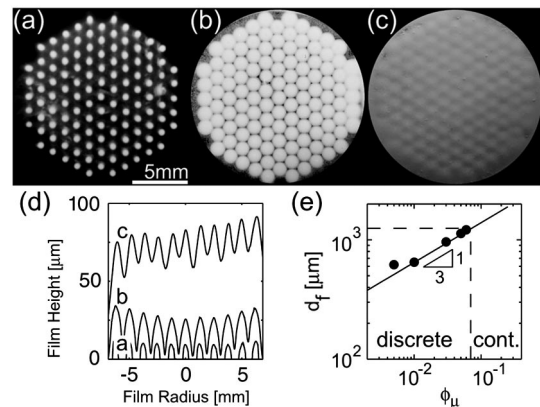 (a)
(b)
(c)
5mm
(d)
100
50
0
Film Height [μm]
c
b
a
-5
0
5
Film Radius [mm]
(e)
10³
10²
d_f [μm]
1
3
discrete
cont.
10⁻²
10⁻¹
ϕ_μ